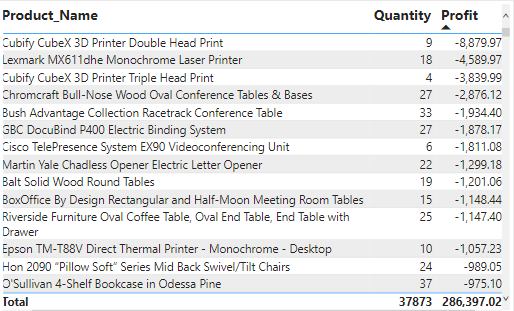 Product_Name Quantity Profit
Cubify CubeX 3D Printer Double Head Print 9 -8,879.97
Lexmark MX611dhe Monochrome Laser Printer 18 -4,589.97
Cubify CubeX 3D Printer Triple Head Print 4 -3,839.99
Chromcraft Bull-Nose Wood Oval Conference Tables & Bases 27 -2,876.12
Bush Advantage Collection Racetrack Conference Table 33 -1,934.40
GBC DocuBind P400 Electric Binding System 27 -1,878.17
Cisco TelePresence System EX90 Videoconferencing Unit 6 -1,811.08
Martin Yale Chadless Opener Electric Letter Opener 22 -1,299.18
Balt Solid Wood Round Tables 19 -1,201.06
BoxOffice By Design Rectangular and Half-Moon Meeting Room Tables 15 -1,148.44
Riverside Furniture Oval Coffee Table, Oval End Table, End Table with 25 -1,147.40
Drawer
Epson TM-T88V Direct Thermal Printer - Monochrome - Desktop 10 -1,057.23
Hon 2090 “Pillow Soft” Series Mid Back Swivel/Tilt Chairs 24 -989.05
O'Sullivan 4-Shelf Bookcase in Odessa Pine 37 -975.10
Total 37873 286,397.02